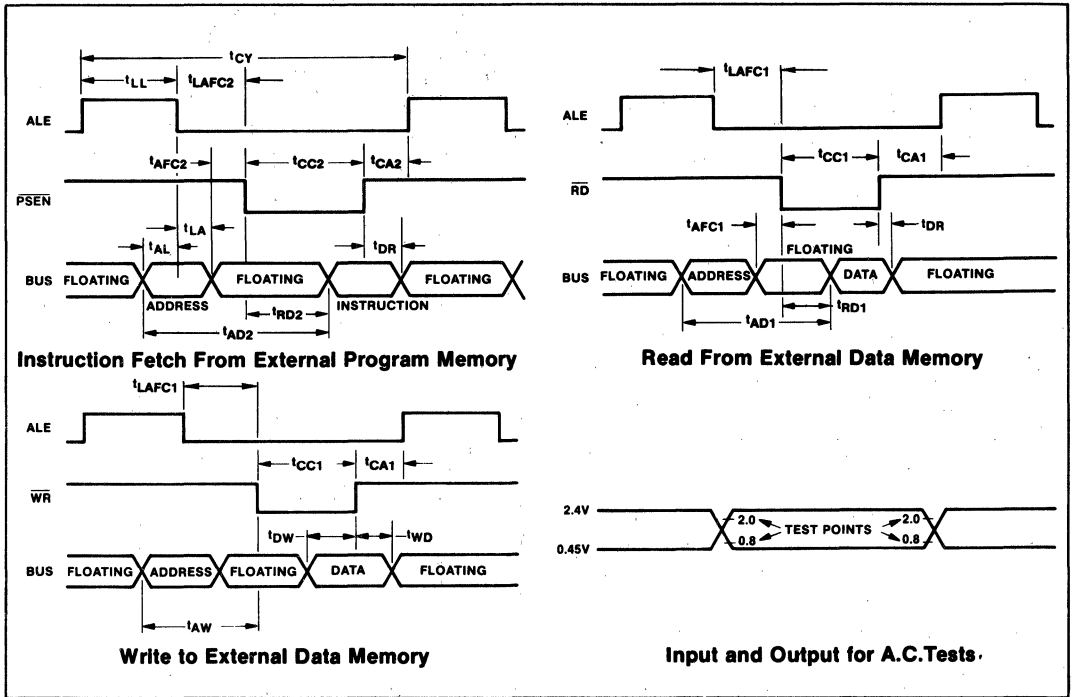 tCY
tLL
tLAFC2
ALE
tAFC2
tCC2
tCA2
PSEN
tLA
tAL
tDR
BUS
FLOATING
ADDRESS
FLOATING
INSTRUCTION
FLOATING
tRD2
tAD2
Instruction Fetch From External Program Memory
tLAFC1
ALE
tCC1
tCA1
RD
tAFC1
tDR
FLOATING
BUS
FLOATING
ADDRESS
DATA
FLOATING
tRD1
tAD1
Read From External Data Memory
tLAFC1
ALE
tCC1
tCA1
WR
tDW
tWD
BUS
FLOATING
ADDRESS
FLOATING
DATA
FLOATING
tAW
Write to External Data Memory
2.4V
2.0
TEST POINTS
2.0
0.8
0.8
0.45V
Input and Output for A.C.Tests